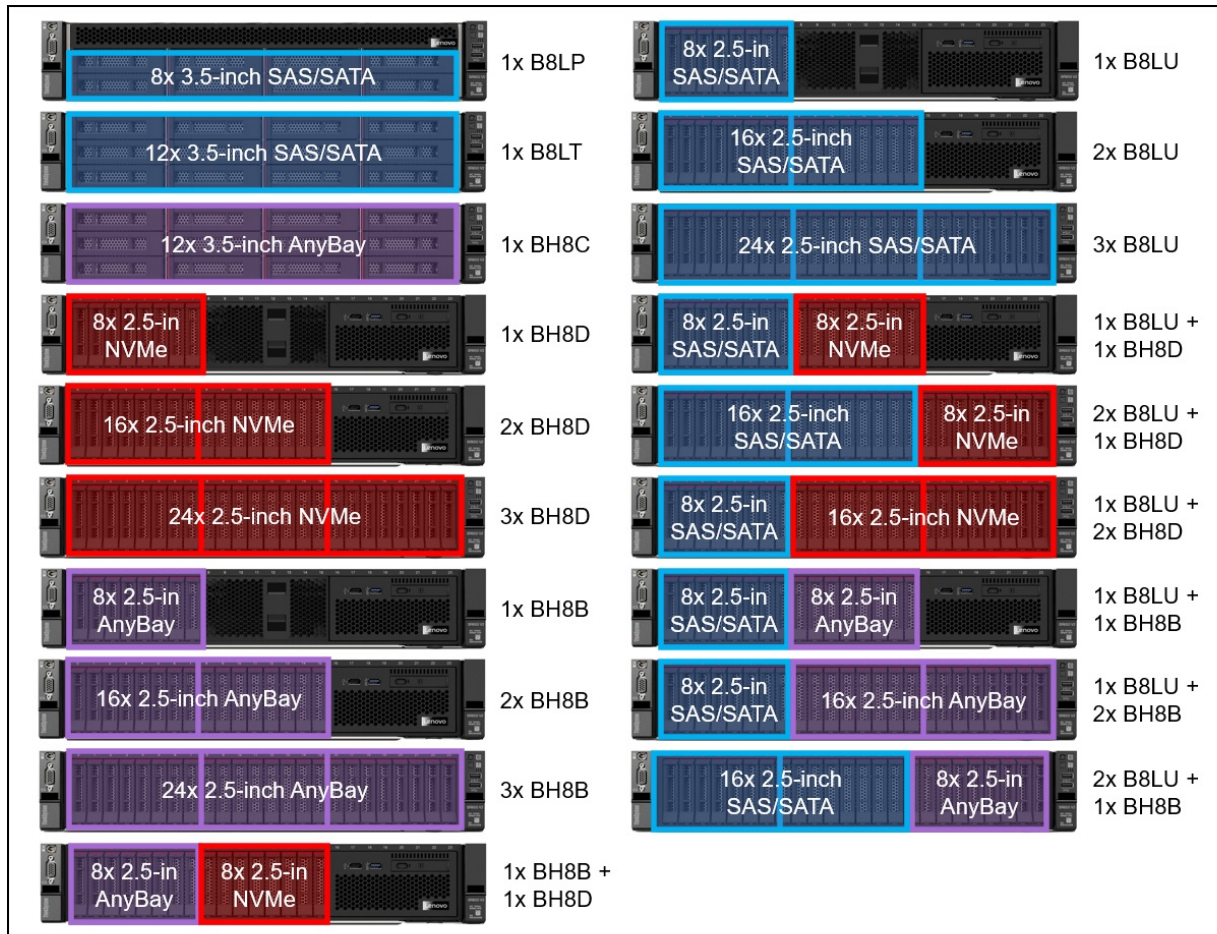 8x 3.5-inch SAS/SATA
1x B8LP
12x 3.5-inch SAS/SATA
1x B8LT
12x 3.5-inch AnyBay
1x BH8C
8x 2.5-in
NVMe
1x BH8D
16x 2.5-inch NVMe
2x BH8D
24x 2.5-inch NVMe
3x BH8D
8x 2.5-in
AnyBay
1x BH8B
16x 2.5-inch AnyBay
2x BH8B
24x 2.5-inch AnyBay
3x BH8B
8x 2.5-in
AnyBay
8x 2.5-in
NVMe
1x BH8B +
1x BH8D
8x 2.5-in
SAS/SATA
1x B8LU
16x 2.5-inch
SAS/SATA
2x B8LU
24x 2.5-inch SAS/SATA
3x B8LU
8x 2.5-in
SAS/SATA
8x 2.5-in
NVMe
1x B8LU +
1x BH8D
16x 2.5-inch
SAS/SATA
8x 2.5-in
NVMe
2x B8LU +
1x BH8D
8x 2.5-in
SAS/SATA
16x 2.5-inch NVMe
1x B8LU +
2x BH8D
8x 2.5-in
SAS/SATA
8x 2.5-in
AnyBay
1x B8LU +
1x BH8B
8x 2.5-in
SAS/SATA
16x 2.5-inch AnyBay
1x B8LU +
2x BH8B
16x 2.5-inch
SAS/SATA
8x 2.5-in
AnyBay
2x B8LU +
1x BH8B